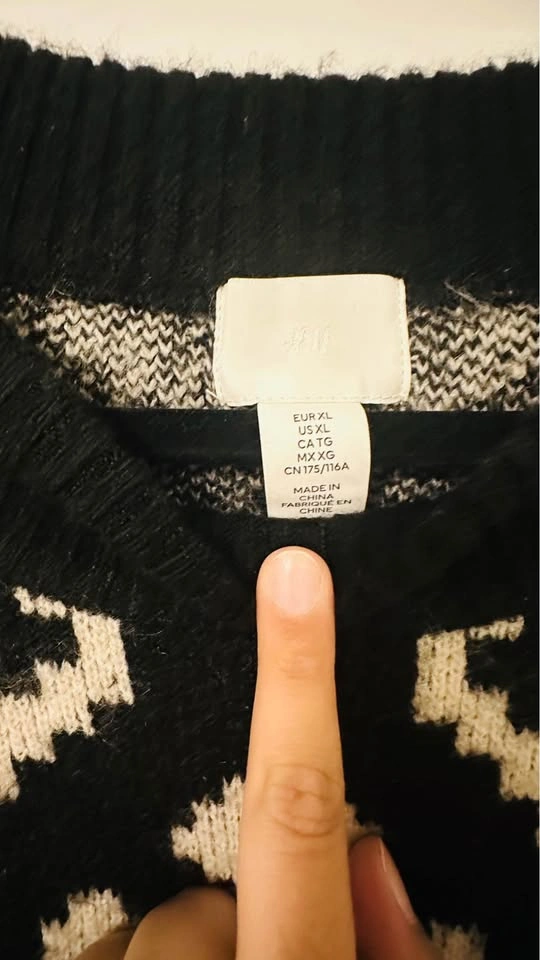 H&M
EUR XL
US XL
CA TG
MX XG
CN 175/116A
MADE IN
CHINA
FABRIQUÉ EN
CHINE